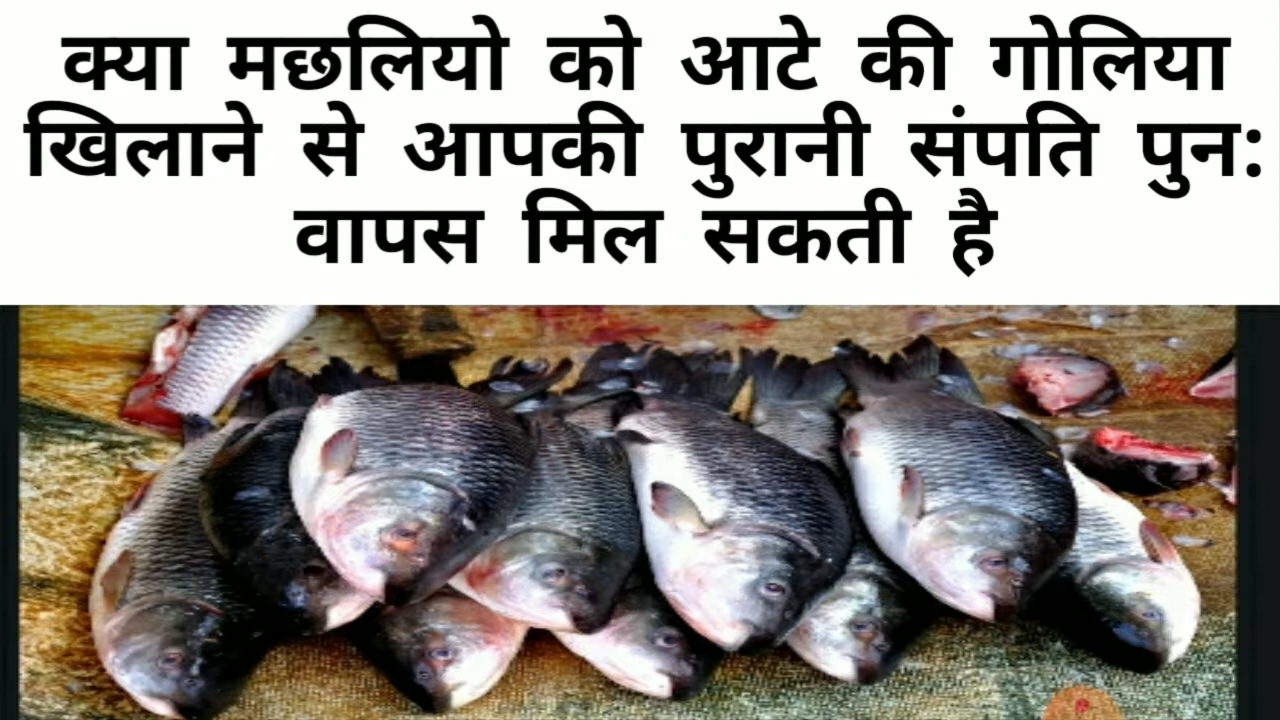 क्या मछलियो को आटे की गोलिया
खिलाने से आपकी पुरानी संपति पुन:
वापस मिल सकती है